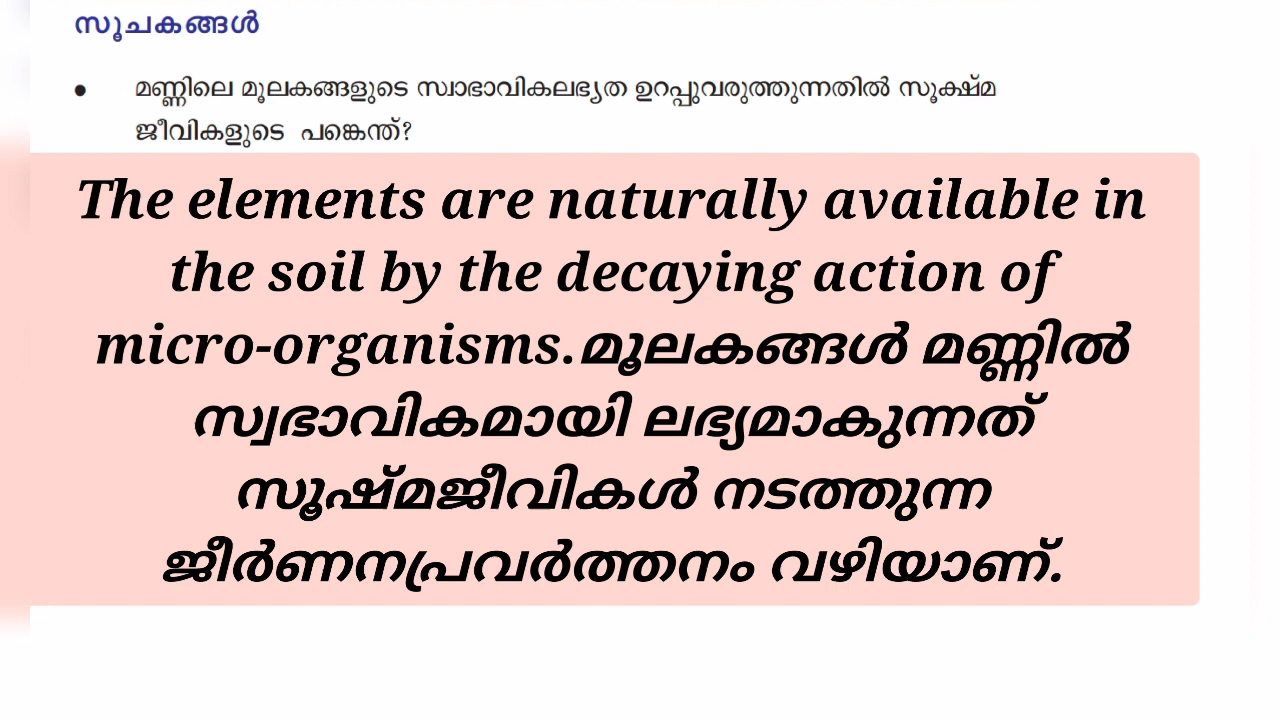 സൂചകങ്ങൾ
● മണ്ണിലെ മൂലകങ്ങളുടെ സ്വാഭാവികലഭ്യത ഉറപ്പുവരുത്തുന്നതിൽ സൂക്ഷ്മ
ജീവികളുടെ പങ്കെന്ത്?
The elements are naturally available in
the soil by the decaying action of
micro-organisms.മൂലകങ്ങൾ മണ്ണിൽ
സ്വഭാവികമായി ലഭ്യമാകുന്നത്
സൂഷ്മജീവികൾ നടത്തുന്ന
ജീർണനപ്രവർത്തനം വഴിയാണ്.